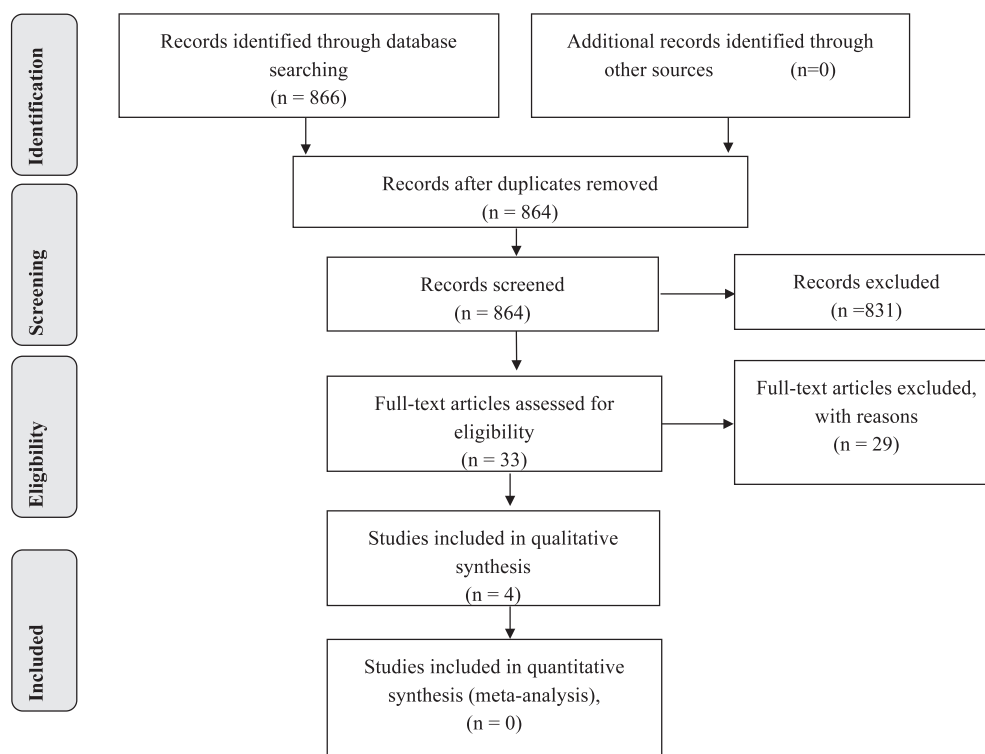 Identification
Records identified through database
searching
(n = 866)
Additional records identified through
other sources (n=0)
Records after duplicates removed
(n = 864)
Screening
Records screened
(n = 864)
Records excluded
(n =831)
Eligibility
Full-text articles assessed for
eligibility
(n = 33)
Full-text articles excluded,
with reasons
(n = 29)
Studies included in qualitative
synthesis
(n = 4)
Included
Studies included in quantitative
synthesis (meta-analysis),
(n = 0)